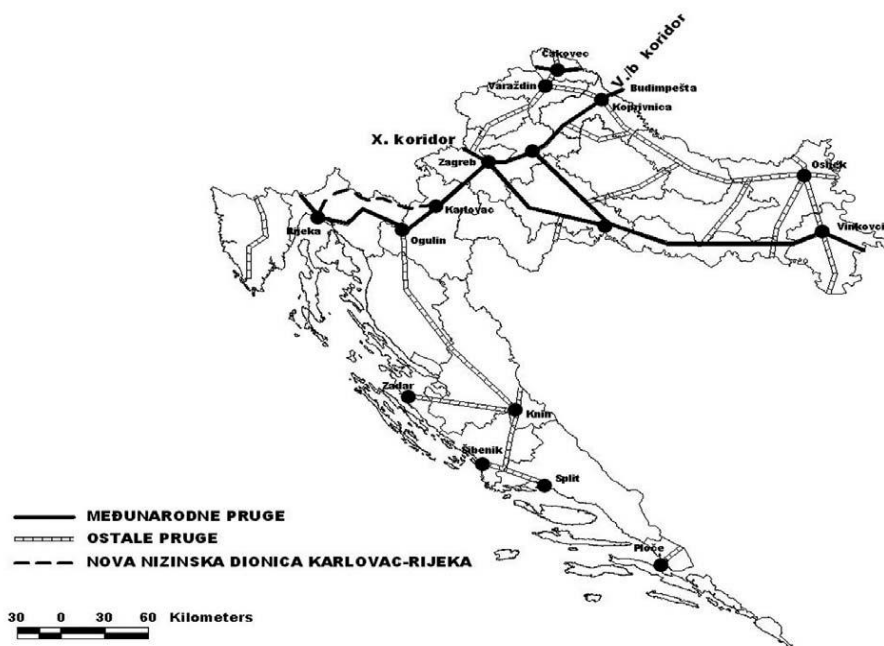 Čakovec
V./b koridor
Varaždin
Budimpešta
Koprivnica
X. koridor
Zagreb
Osijek
Karlovac
Rijeka
Ogulin
Vinkovci
Zadar
Knin
Šibenik
Split
Ploče
MEĐUNARODNE PRUGE
OSTALE PRUGE
NOVA NIZINSKA DIONICA KARLOVAC-RIJEKA
30 0 30 60 Kilometers